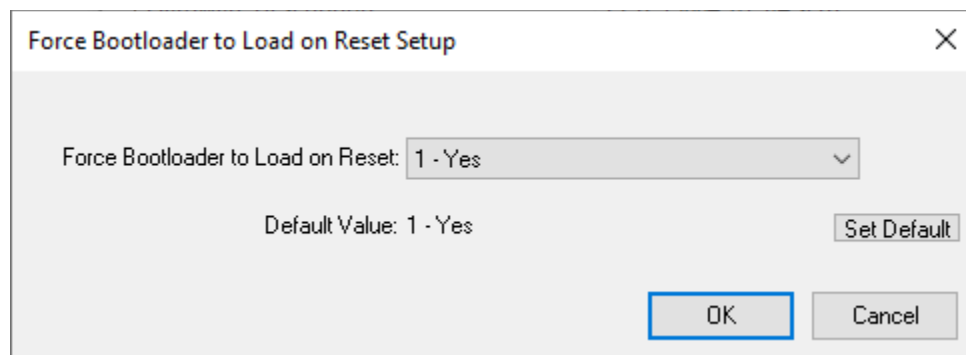 Force Bootloader to Load on Reset Setup
Force Bootloader to Load on Reset: 1 - Yes
Default Value: 1 - Yes
Set Default
OK
Cancel